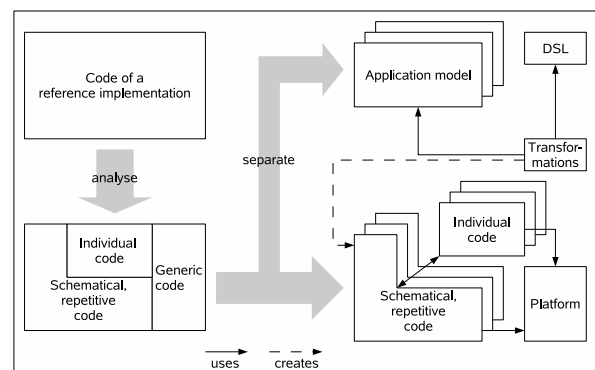 Code of a
reference implementation
Application model
DSL
Transfor-
mations
separate
analyse
Individual
code
Schematical,
repetitive
code
Generic
code
Individual
code
Schematical,
repetitive
code
Platform
uses
creates